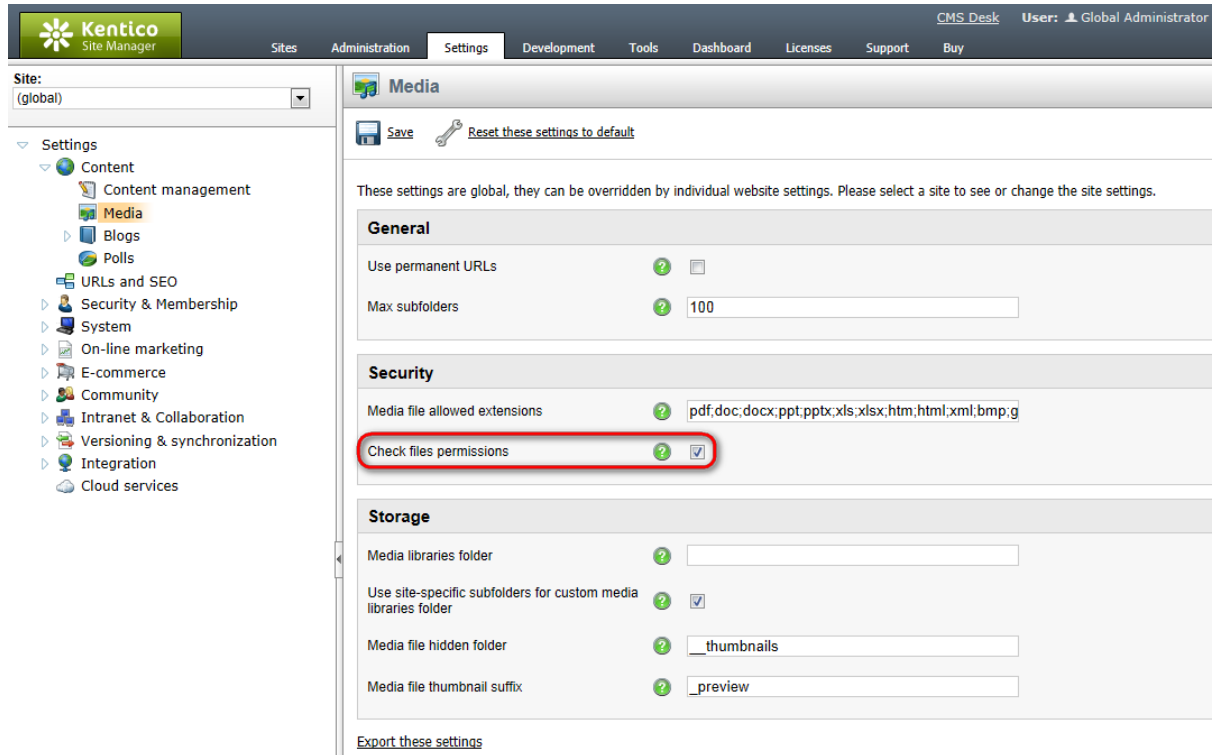 Kentico
Site Manager
CMS Desk User: Global Administrator
Sites Administration Settings Development Tools Dashboard Licenses Support Buy
Site:
(global)
Settings
Content
Content management
Media
Blogs
Polls
URLs and SEO
Security & Membership
System
On-line marketing
E-commerce
Community
Intranet & Collaboration
Versioning & synchronization
Integration
Cloud services
Media
Save Reset these settings to default
These settings are global, they can be overridden by individual website settings. Please select a site to see or change the site settings.
General
Use permanent URLs
Max subfolders 100
Security
Media file allowed extensions pdf;doc;docx;ppt;pptx;xls;xlsx;htm;html;xml;bmp;g
Check files permissions
Storage
Media libraries folder
Use site-specific subfolders for custom media
libraries folder
Media file hidden folder __thumbnails
Media file thumbnail suffix _preview
Export these settings